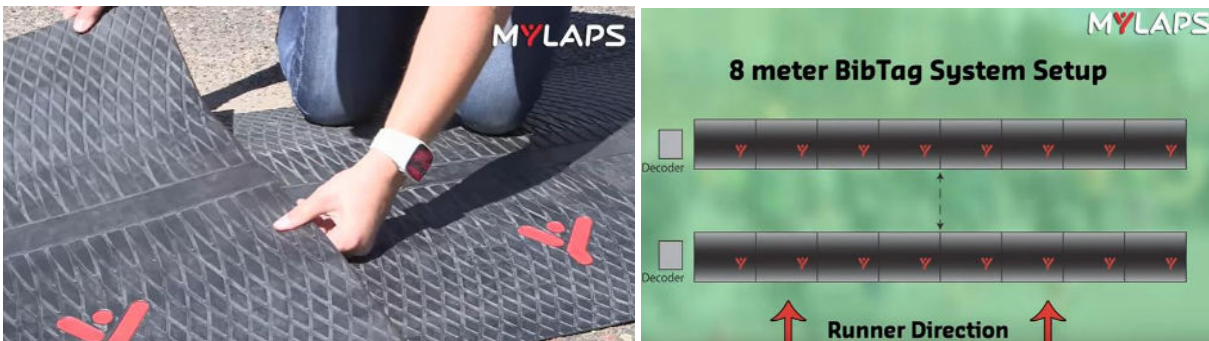 MYLAPS
MYLAPS
8 meter BibTag System Setup
Decoder
Decoder
Runner Direction